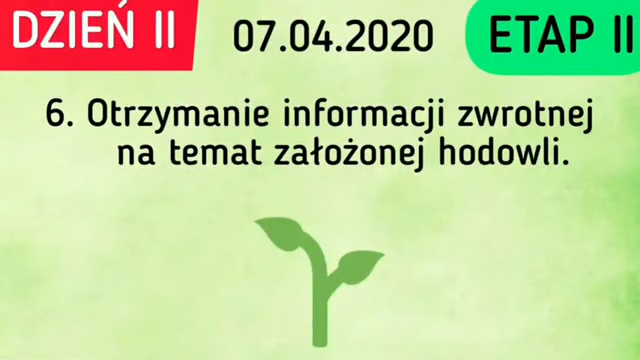 DZIEŃ II 07.04.2020 ETAP II
6. Otrzymanie informacji zwrotnej
na temat założonej hodowli.